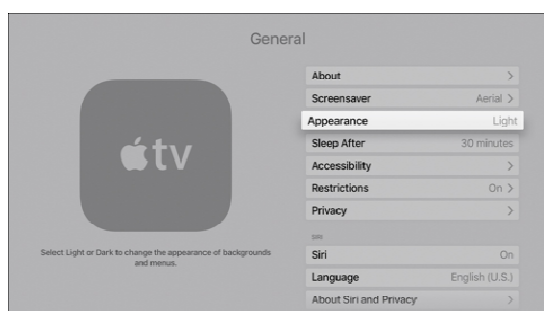 General
About
Screensaver Aerial
Appearance Light
Sleep After 30 minutes
Accessibility
Restrictions On
Privacy
tv
Select Light or Dark to change the appearance of backgrounds
and menus.
SIRI
Siri On
Language English (U.S.)
About Siri and Privacy